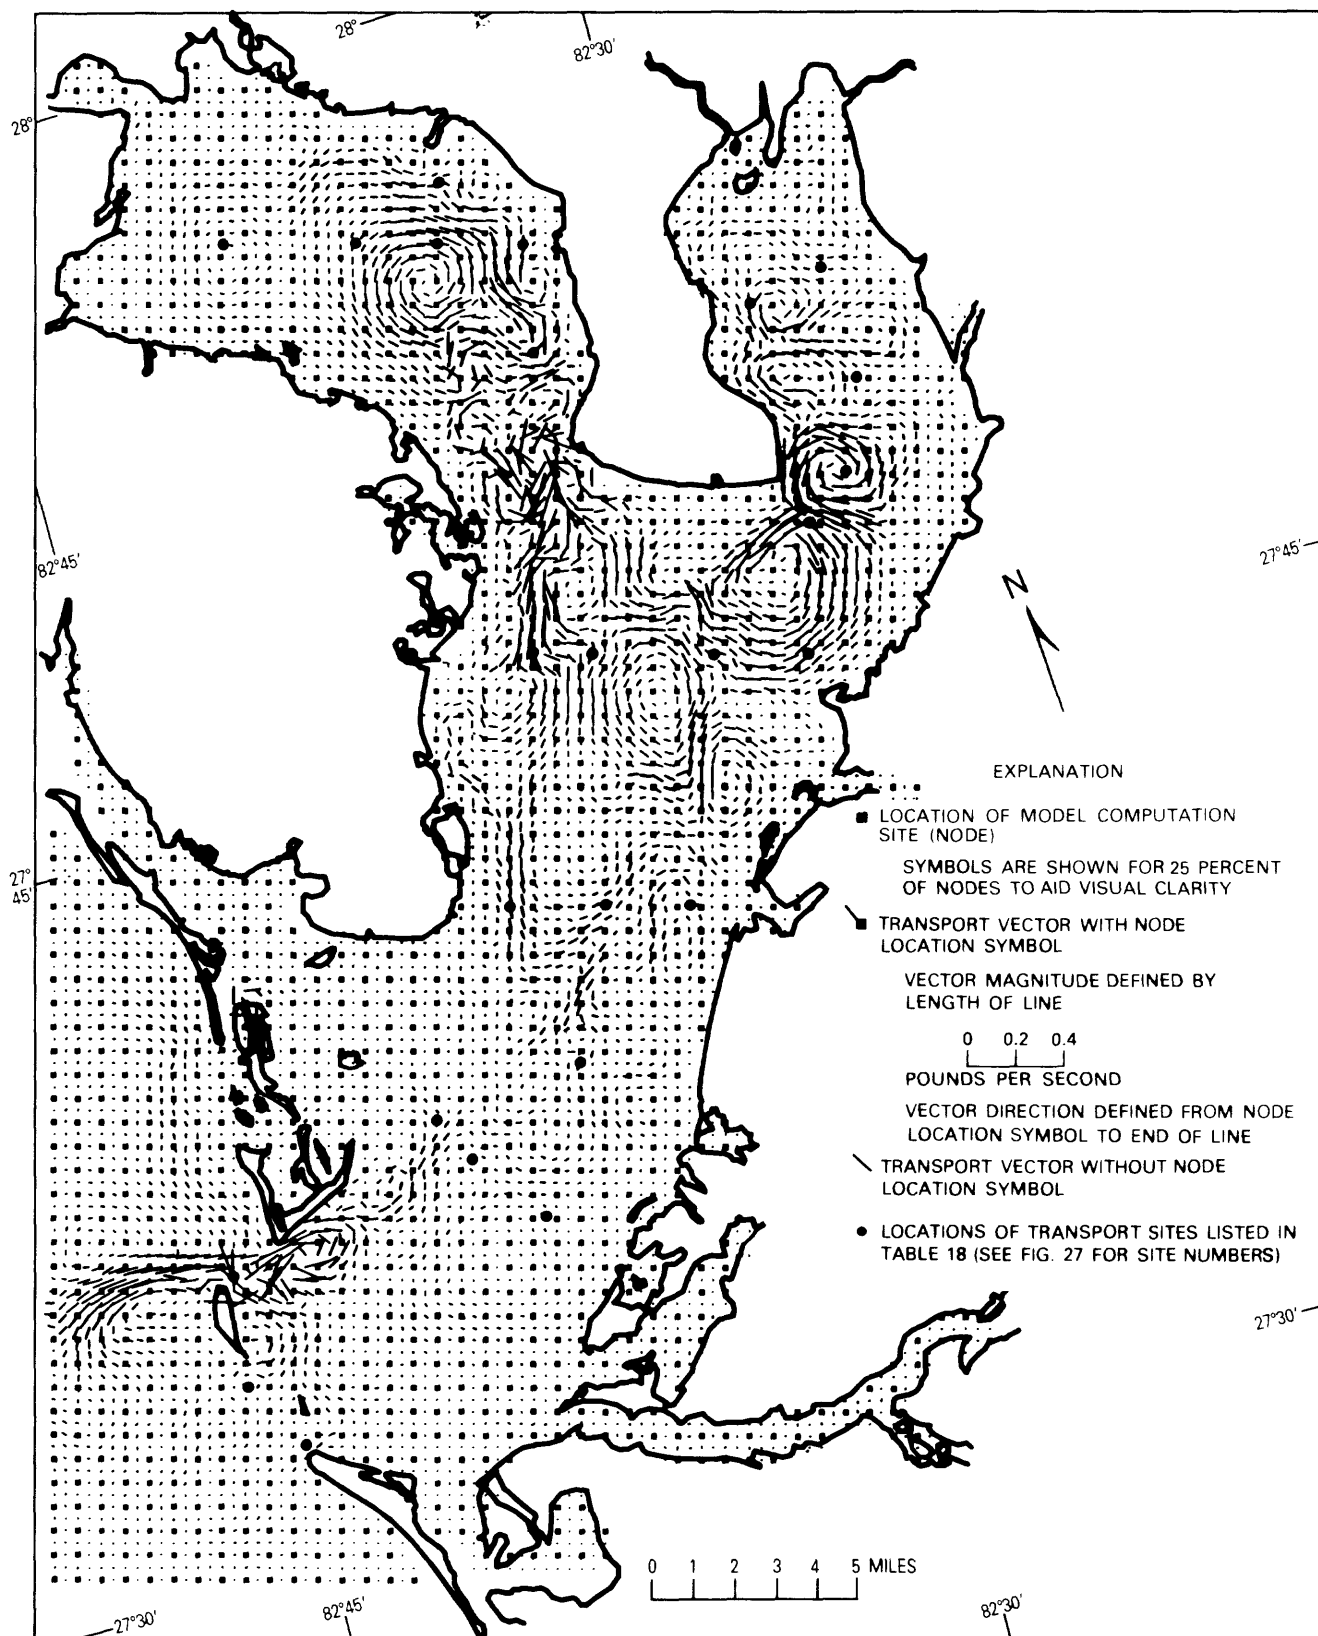 28°
82°30'
28°
82°45'
27°45'
N
EXPLANATION
LOCATION OF MODEL COMPUTATION
SITE (NODE)
SYMBOLS ARE SHOWN FOR 25 PERCENT
OF NODES TO AID VISUAL CLARITY
27°
45'
TRANSPORT VECTOR WITH NODE
LOCATION SYMBOL
VECTOR MAGNITUDE DEFINED BY
LENGTH OF LINE
0 0.2 0.4
POUNDS PER SECOND
VECTOR DIRECTION DEFINED FROM NODE
LOCATION SYMBOL TO END OF LINE
TRANSPORT VECTOR WITHOUT NODE
LOCATION SYMBOL
LOCATIONS OF TRANSPORT SITES LISTED IN
TABLE 18 (SEE FIG. 27 FOR SITE NUMBERS)
27°30'
0 1 2 3 4 5 MILES
27°30'
82°45'
82°30'